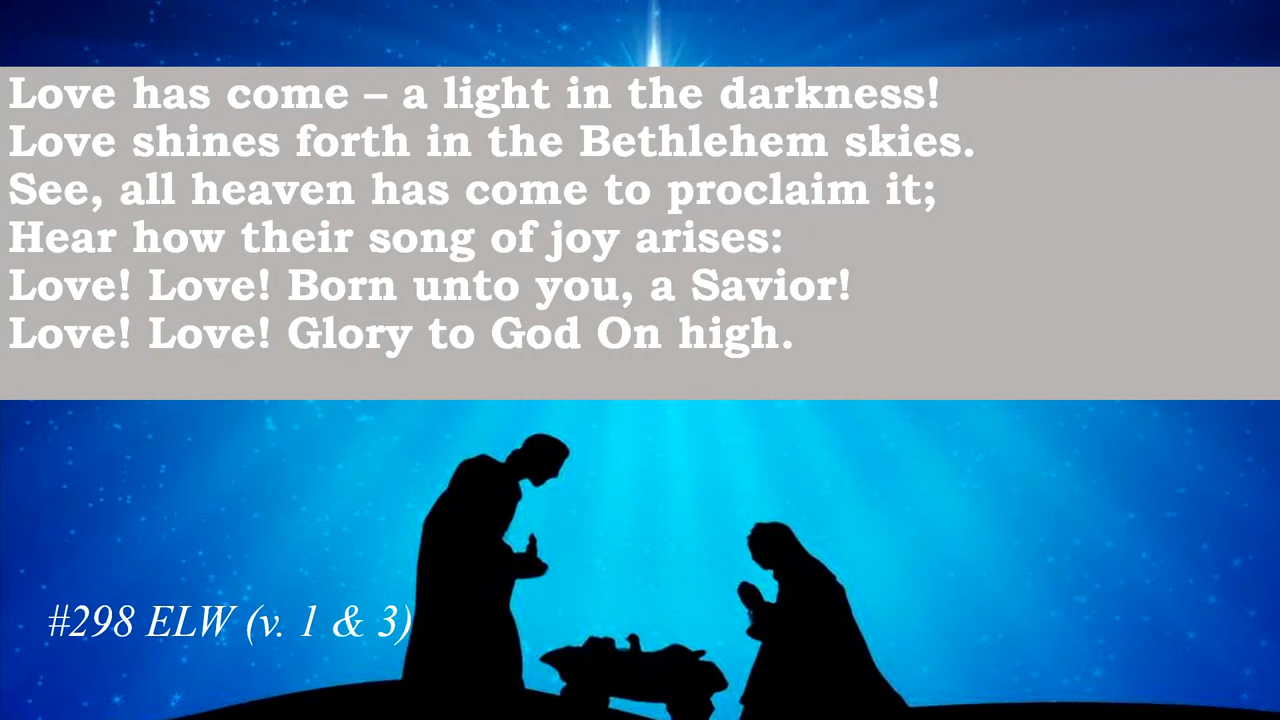 Love has come – a light in the darkness!
Love shines forth in the Bethlehem skies.
See, all heaven has come to proclaim it;
Hear how their song of joy arises:
Love! Love! Born unto you, a Savior!
Love! Love! Glory to God On high.
#298 ELW (v. 1 & 3)